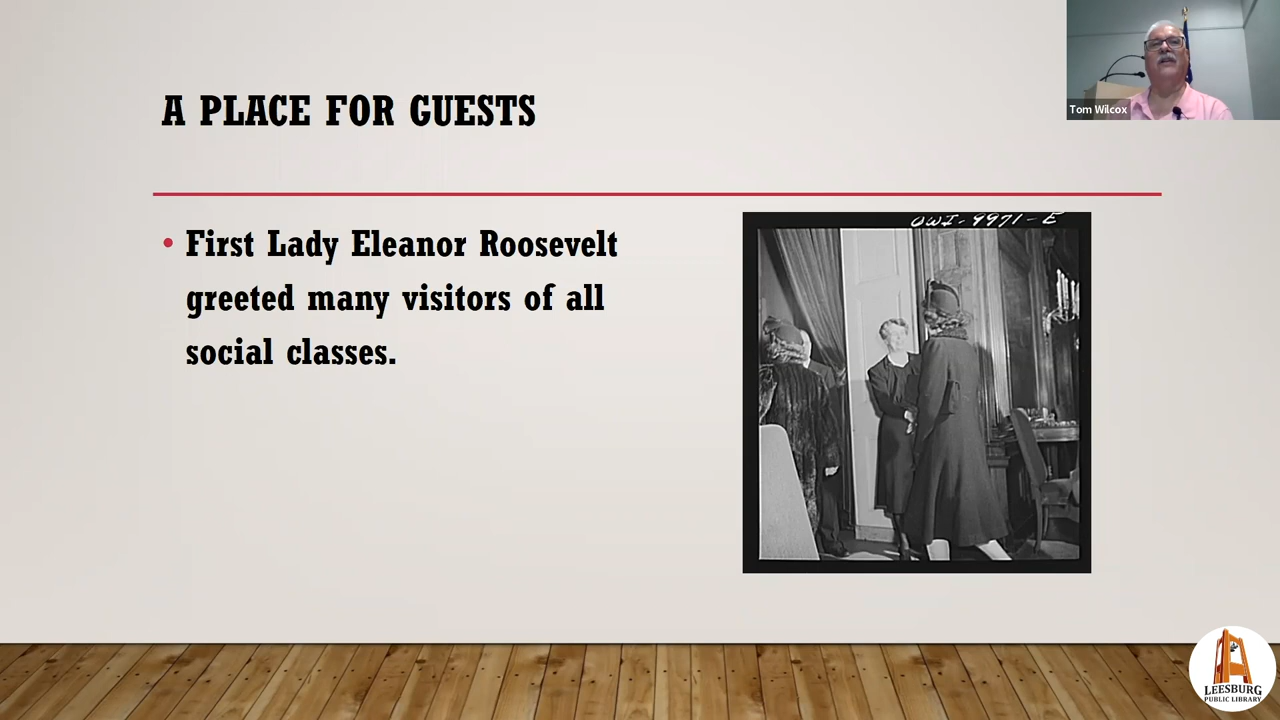 A PLACE FOR GUESTS
Tom Wilcox
First Lady Eleanor Roosevelt
greeted many visitors of all
social classes.
OWI-9971-E
LEESBURG
PUBLIC LIBRARY